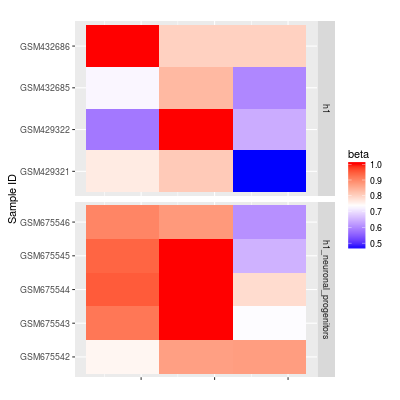 Sample ID
GSM432686
GSM432685
GSM429322
GSM429321
h1
GSM675546
GSM675545
GSM675544
GSM675543
GSM675542
h1_neuronal_progenitors
beta
1.0
0.9
0.8
0.7
0.6
0.5